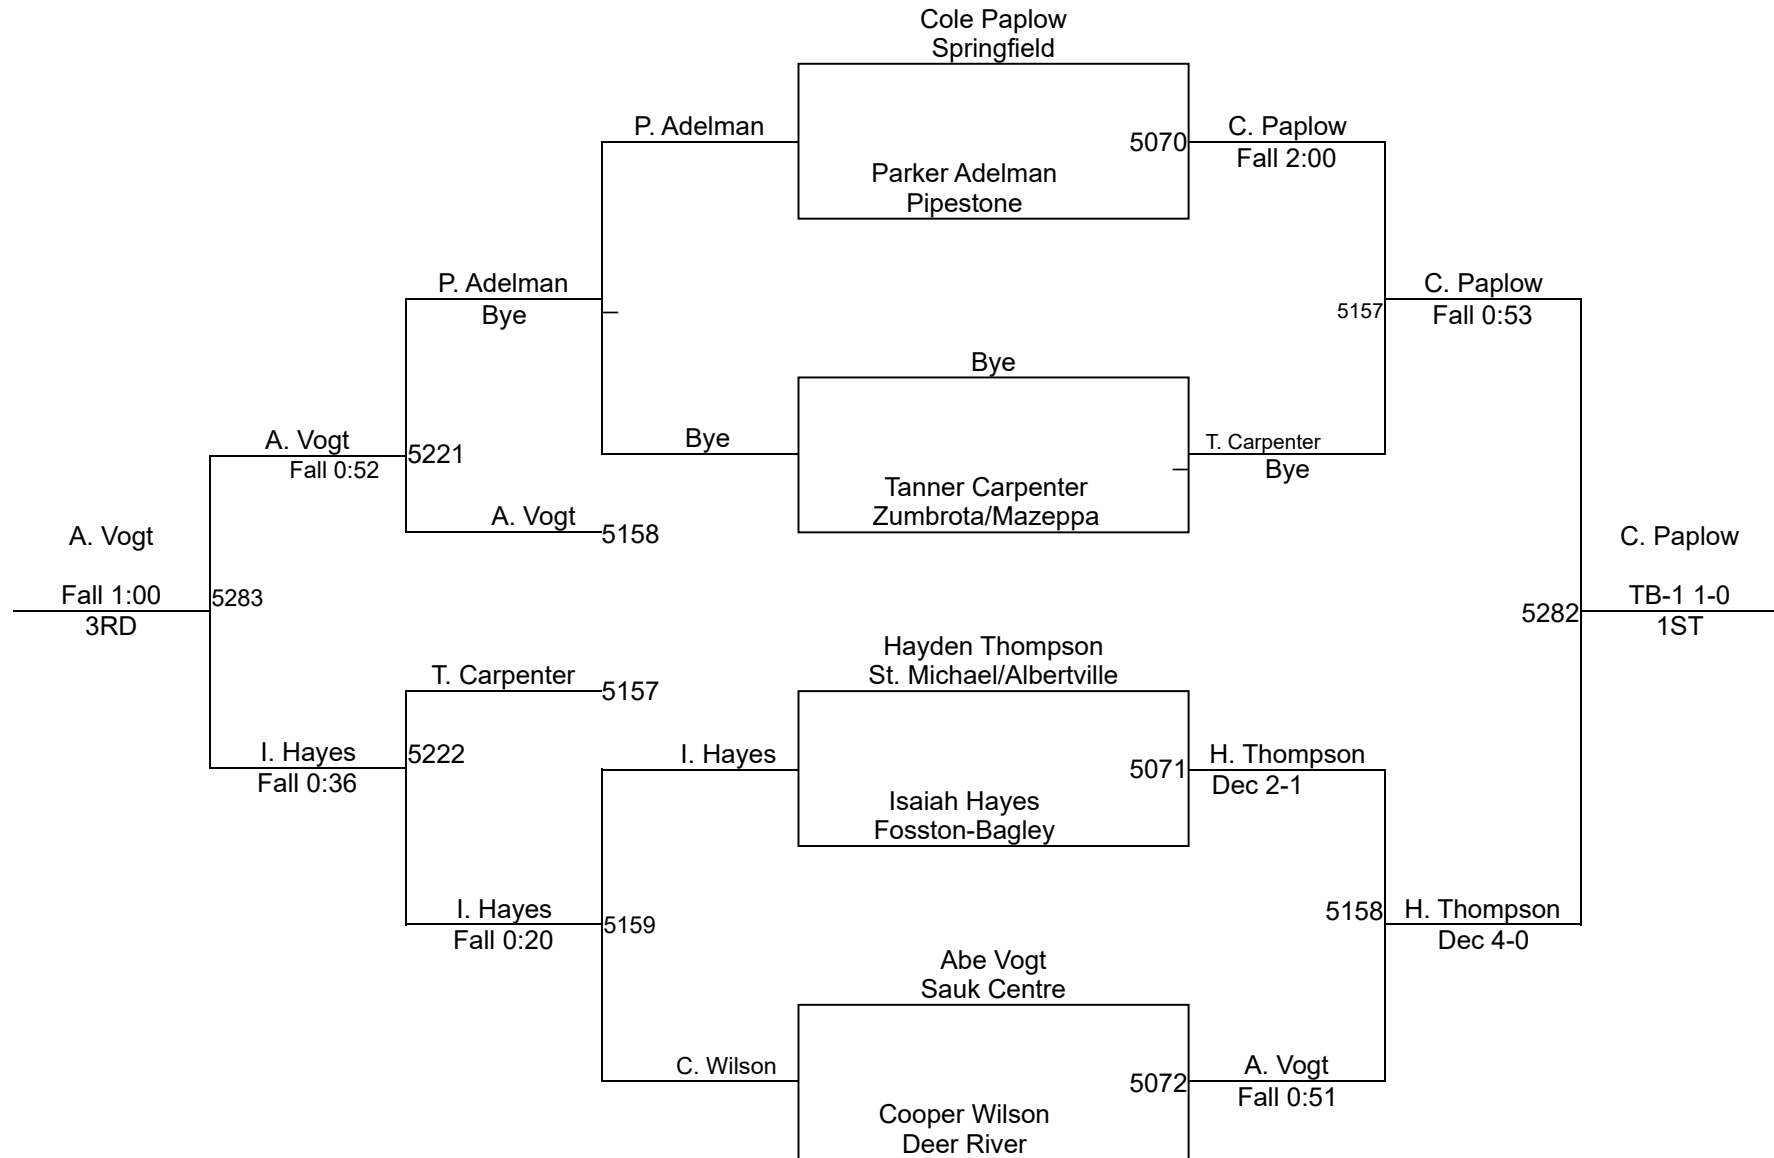 Cole Paplow
Springfield
P. Adelman
5070
C. Paplow
Fall 2:00
Parker Adelman
Pipestone
P. Adelman
Bye
5157
C. Paplow
Fall 0:53
Bye
A. Vogt
Fall 0:52
5221
Bye
T. Carpenter
Bye
Tanner Carpenter
Zumbrota/Mazeppa
A. Vogt
5158
A. Vogt
Fall 1:00
3RD
5283
C. Paplow
TB-1 1-0
1ST
5282
Hayden Thompson
St. Michael/Albertville
T. Carpenter
5157
I. Hayes
Fall 0:36
5222
I. Hayes
5071
H. Thompson
Dec 2-1
Isaiah Hayes
Fosston-Bagley
I. Hayes
Fall 0:20
5159
5158
H. Thompson
Dec 4-0
Abe Vogt
Sauk Centre
C. Wilson
5072
A. Vogt
Fall 0:51
Cooper Wilson
Deer River